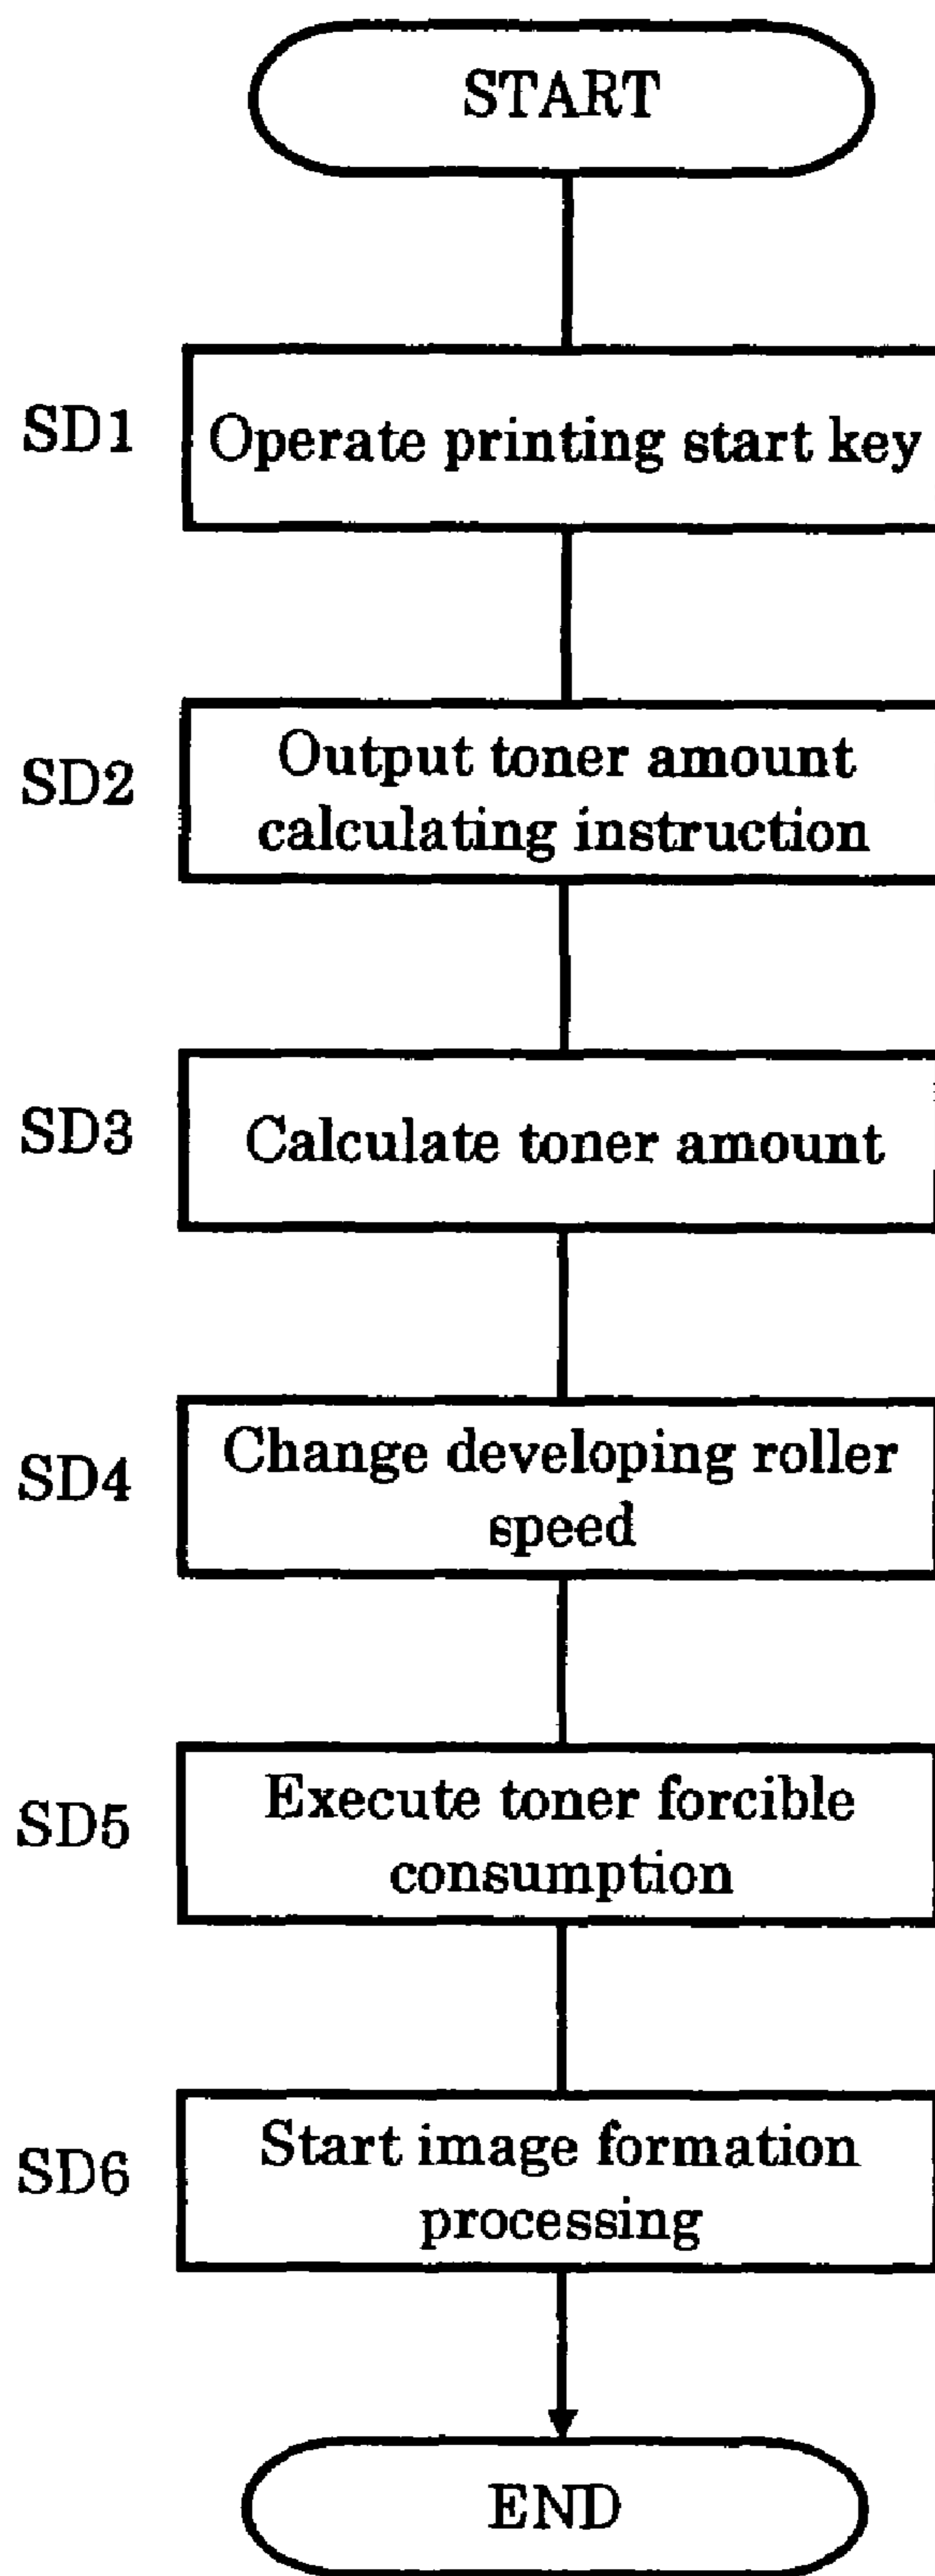 START
SD1
Operate printing start key
SD2
Output toner amount
calculating instruction
SD3
Calculate toner amount
SD4
Change developing roller
speed
SD5
Execute toner forcible
consumption
SD6
Start image formation
processing
END